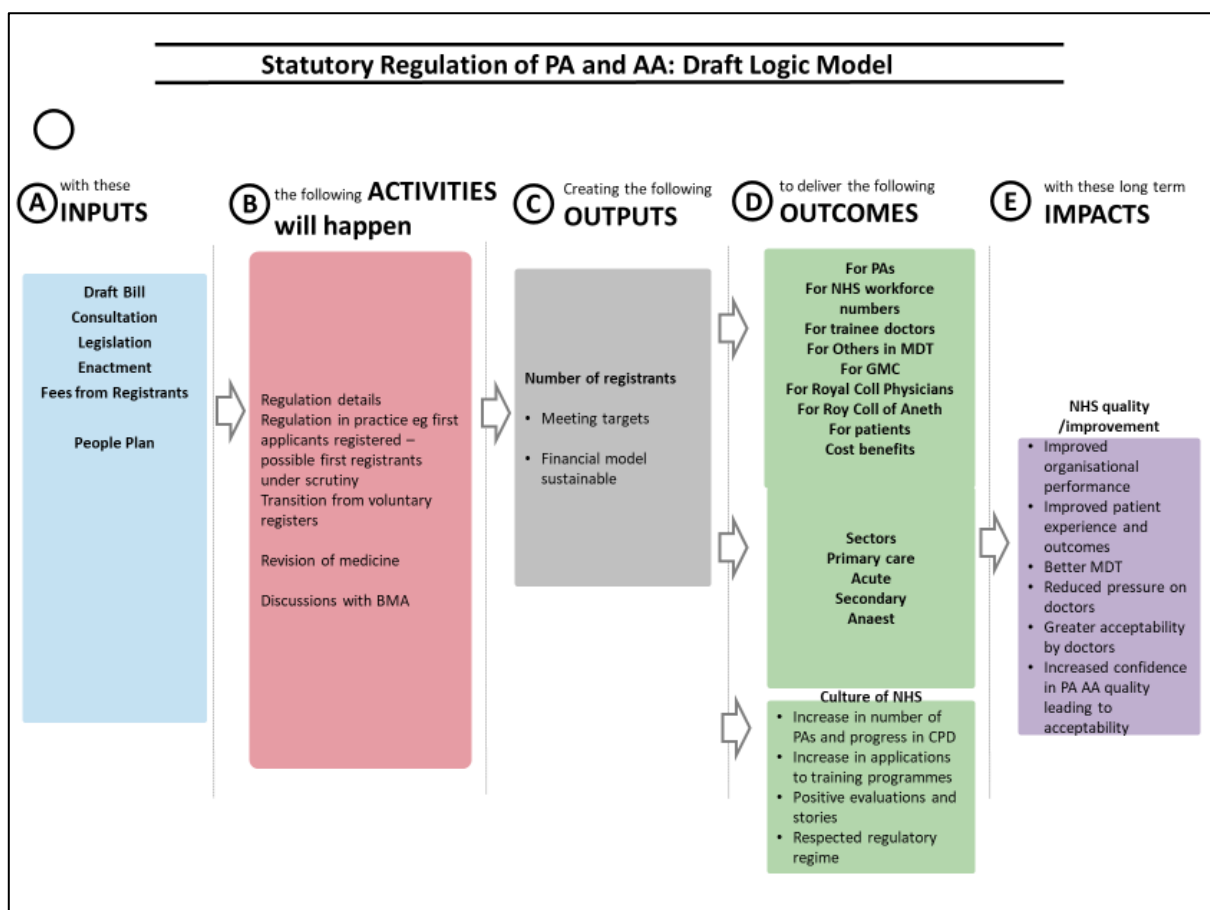 Statutory Regulation of PA and AA: Draft Logic Model
A
with these
INPUTS
Draft Bill
Consultation
Legislation
Enactment
Fees from Registrants
People Plan
B
the following ACTIVITIES
will happen
Regulation details
Regulation in practice eg first
applicants registered –
possible first registrants
under scrutiny
Transition from voluntary
registers
Revision of medicine
Discussions with BMA
C
Creating the following
OUTPUTS
Number of registrants
• Meeting targets
• Financial model
sustainable
D
to deliver the following
OUTCOMES
For PAs
For NHS workforce
numbers
For trainee doctors
For Others in MDT
For GMC
For Royal Coll Physicians
For Roy Coll of Aneth
For patients
Cost benefits
Sectors
Primary care
Acute
Secondary
Anaest
Culture of NHS
• Increase in number of
PAs and progress in CPD
• Increase in applications
to training programmes
• Positive evaluations and
stories
• Respected regulatory
regime
E
with these long term
IMPACTS
NHS quality
/improvement
• Improved
organisational
performance
• Improved patient
experience and
outcomes
• Better MDT
• Reduced pressure on
doctors
• Greater acceptability
by doctors
• Increased confidence
in PA AA quality
leading to
acceptability